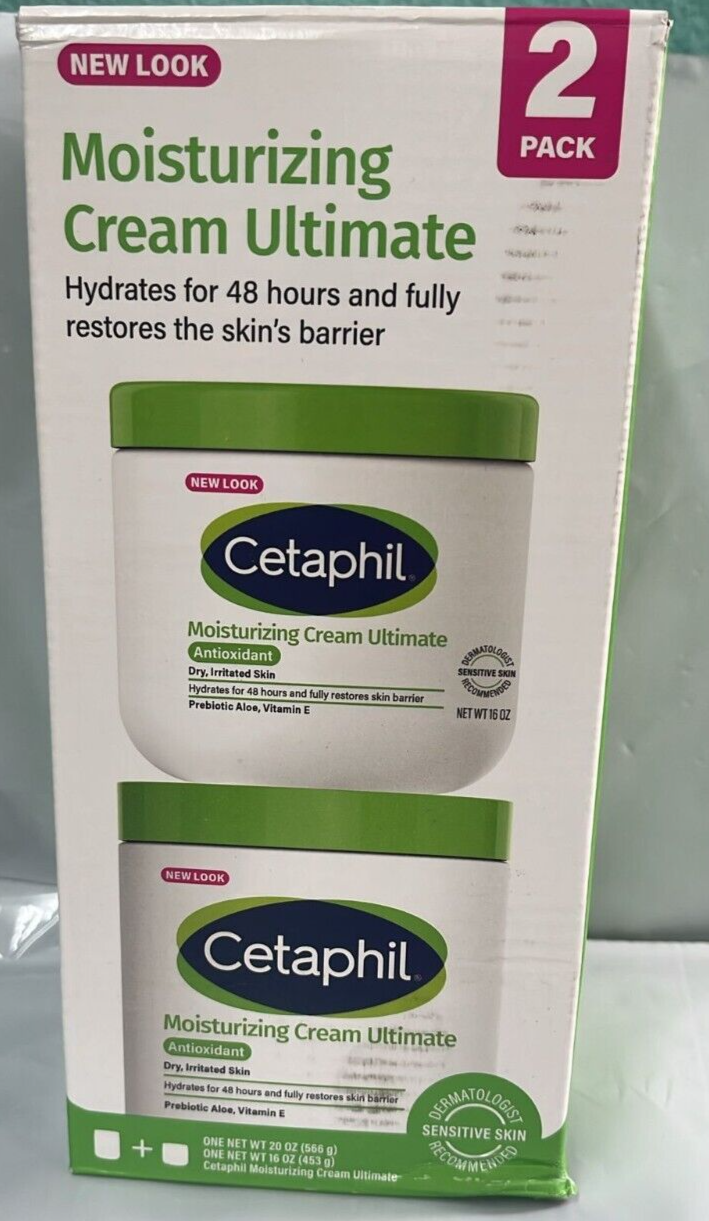 NEW LOOK
2
PACK
Moisturizing
Cream Ultimate
Hydrates for 48 hours and fully
restores the skin's barrier
NEW LOOK
Cetaphil®
Moisturizing Cream Ultimate
Antioxidant
Dry, Irritated Skin
Hydrates for 48 hours and fully restores skin barrier
Prebiotic Aloe, Vitamin E
DERMATOLOGIST
SENSITIVE SKIN
RECOMMENDED
NET WT 16 OZ
NEW LOOK
Cetaphil®
Moisturizing Cream Ultimate
Antioxidant
Dry, Irritated Skin
Hydrates for 48 hours and fully restores skin barrier
Prebiotic Aloe, Vitamin E
DERMATOLOGIST
SENSITIVE SKIN
RECOMMENDED
+
ONE NET WT 20 OZ (566 g)
ONE NET WT 16 OZ (453 g)
Cetaphil Moisturizing Cream Ultimate